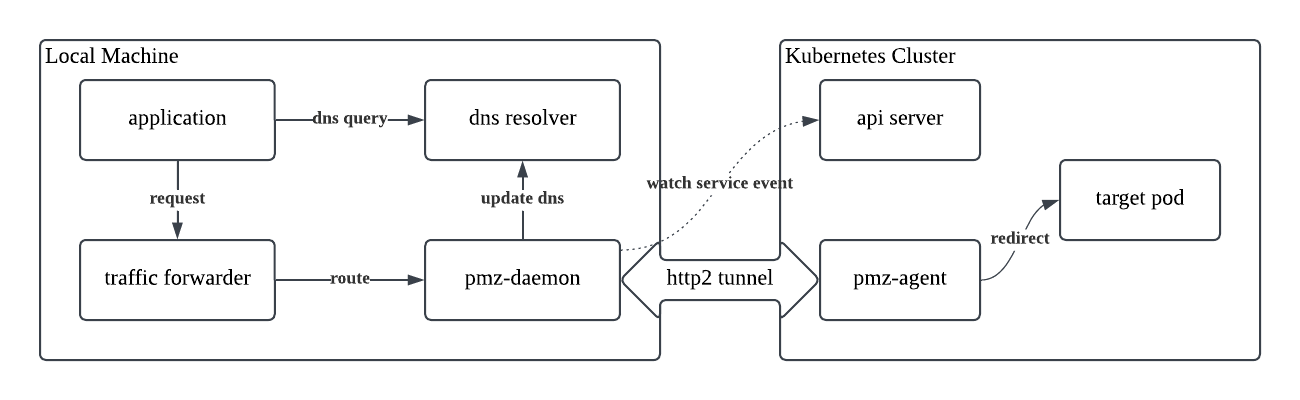 Local Machine
Kubernetes Cluster
application
dns query
dns resolver
api server
watch service event
request
update dns
target pod
redirect
traffic forwarder
route
pmz-daemon
http2 tunnel
pmz-agent